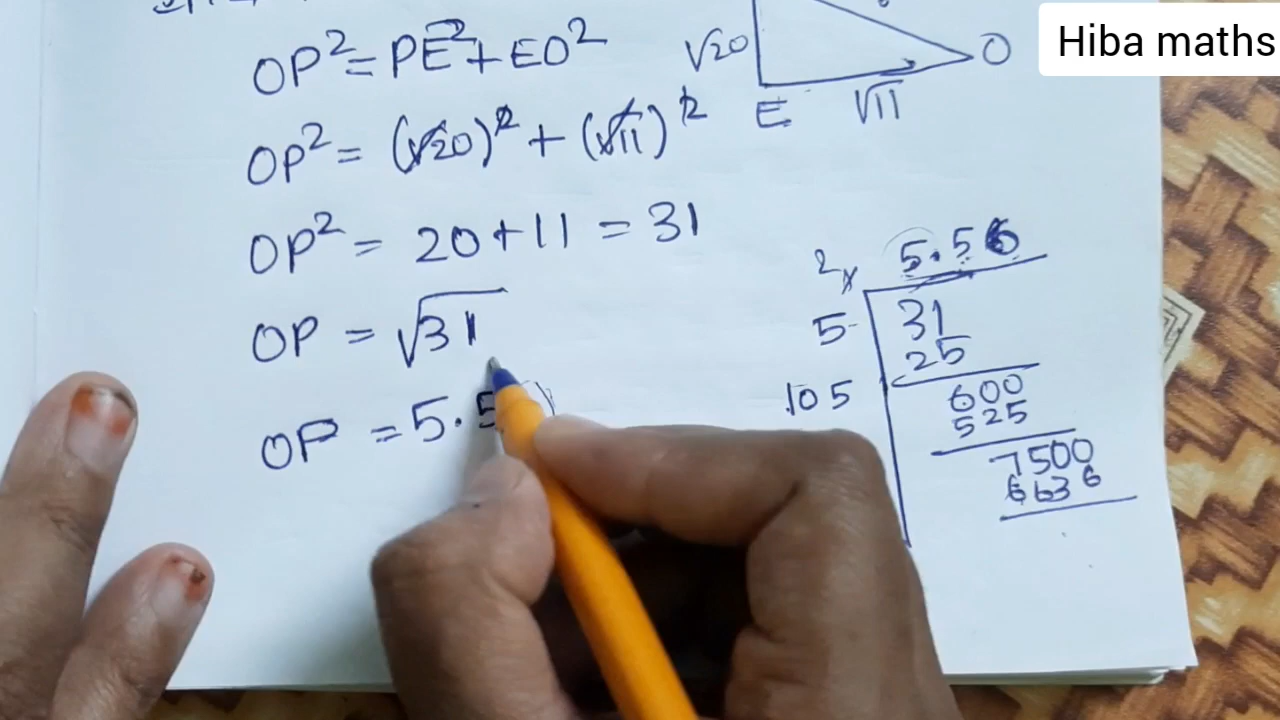 Hiba maths
OP² = PE² + EO²
√20
O
E
√11
OP² = (√20)² + (√11)²
OP² = 20 + 11 = 31
OP = √31
OP = 5.5
2x
5.56
5
31
25
105
600
525
7500
6636